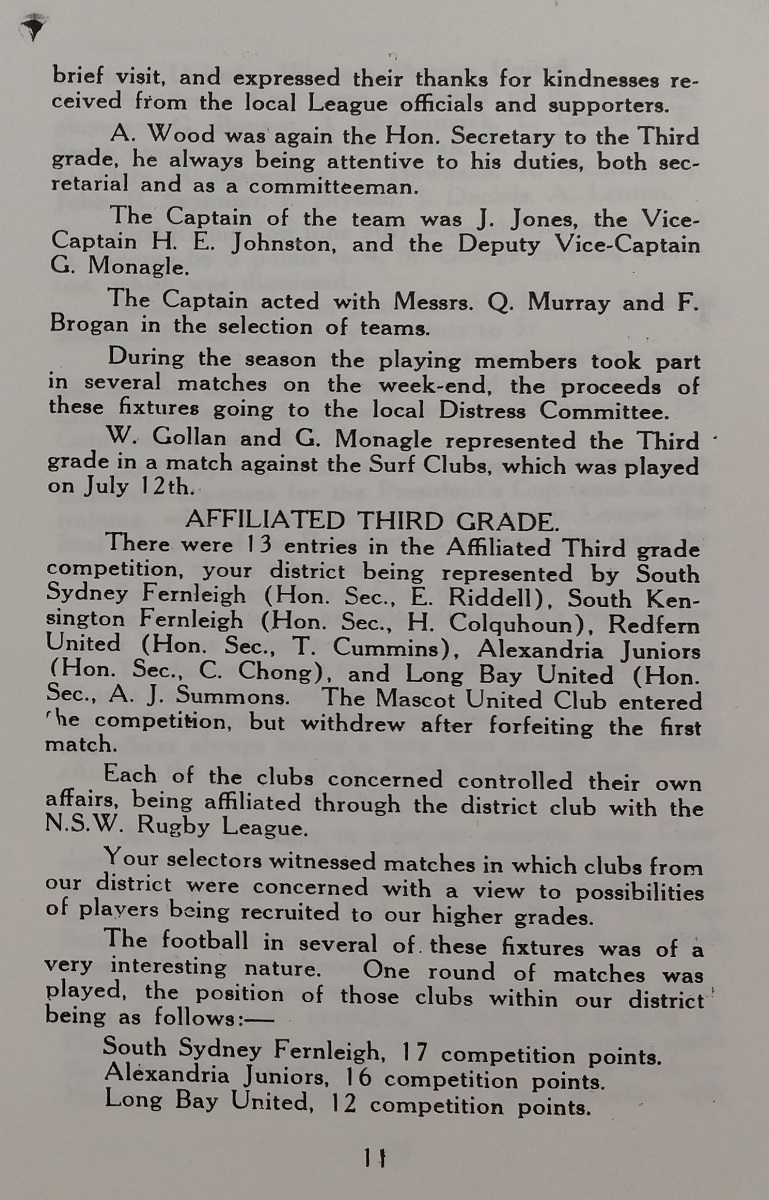 brief visit, and expressed their thanks for kindnesses re-
ceived from the local League officials and supporters.
A. Wood was again the Hon. Secretary to the Third
grade, he always being attentive to his duties, both sec-
retarial and as a committeeman.
The Captain of the team was J. Jones, the Vice-
Captain H. E. Johnston, and the Deputy Vice-Captain
G. Monagle.
The Captain acted with Messrs. Q. Murray and F.
Brogan in the selection of teams.
During the season the playing members took part
in several matches on the week-end, the proceeds of
these fixtures going to the local Distress Committee.
W. Gollan and G. Monagle represented the Third
grade in a match against the Surf Clubs, which was played
on July 12th.
AFFILIATED THIRD GRADE.
There were 13 entries in the Affiliated Third grade
competition, your district being represented by South
Sydney Fernleigh (Hon. Sec., E. Riddell), South Ken-
sington Fernleigh (Hon. Sec., H. Colquhoun), Redfern
United (Hon. Sec., T. Cummins), Alexandria Juniors
(Hon. Sec., C. Chong), and Long Bay United (Hon.
Sec., A. J. Summons. The Mascot United Club entered
he competition, but withdrew after forfeiting the first
match.
Each of the clubs concerned controlled their own
affairs, being affiliated through the district club with the
N.S.W. Rugby League.
Your selectors witnessed matches in which clubs from
our district were concerned with a view to possibilities
of players being recruited to our higher grades.
The football in several of these fixtures was of a
very interesting nature. One round of matches was
played, the position of those clubs within our district
being as follows:—
South Sydney Fernleigh, 17 competition points.
Alexandria Juniors, 16 competition points.
Long Bay United, 12 competition points.
11